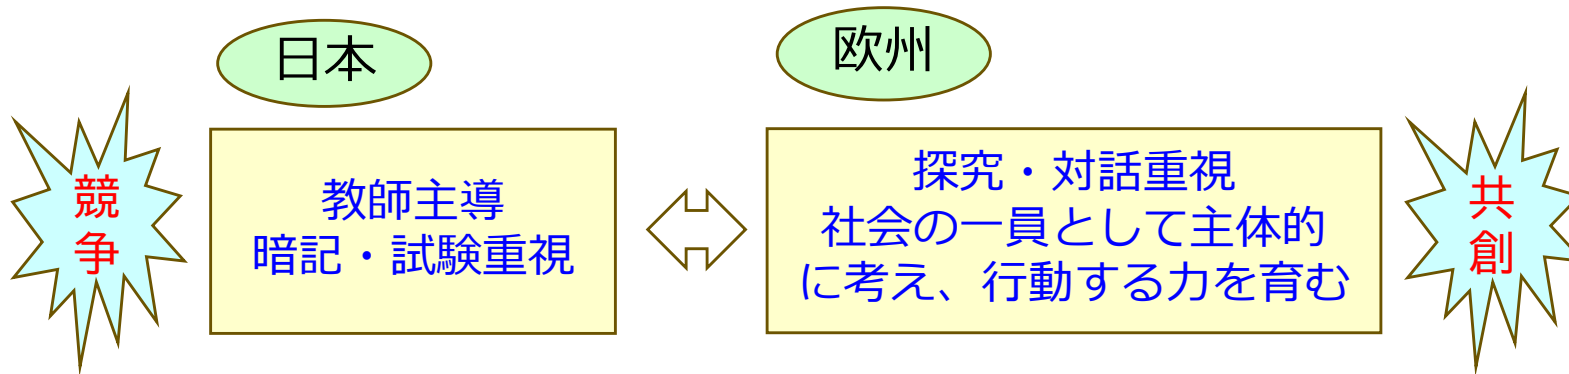 日本
欧州
競
争
教師主導
暗記・試験重視
探究・対話重視
社会の一員として主体的
に考え、行動する力を育む
共
創